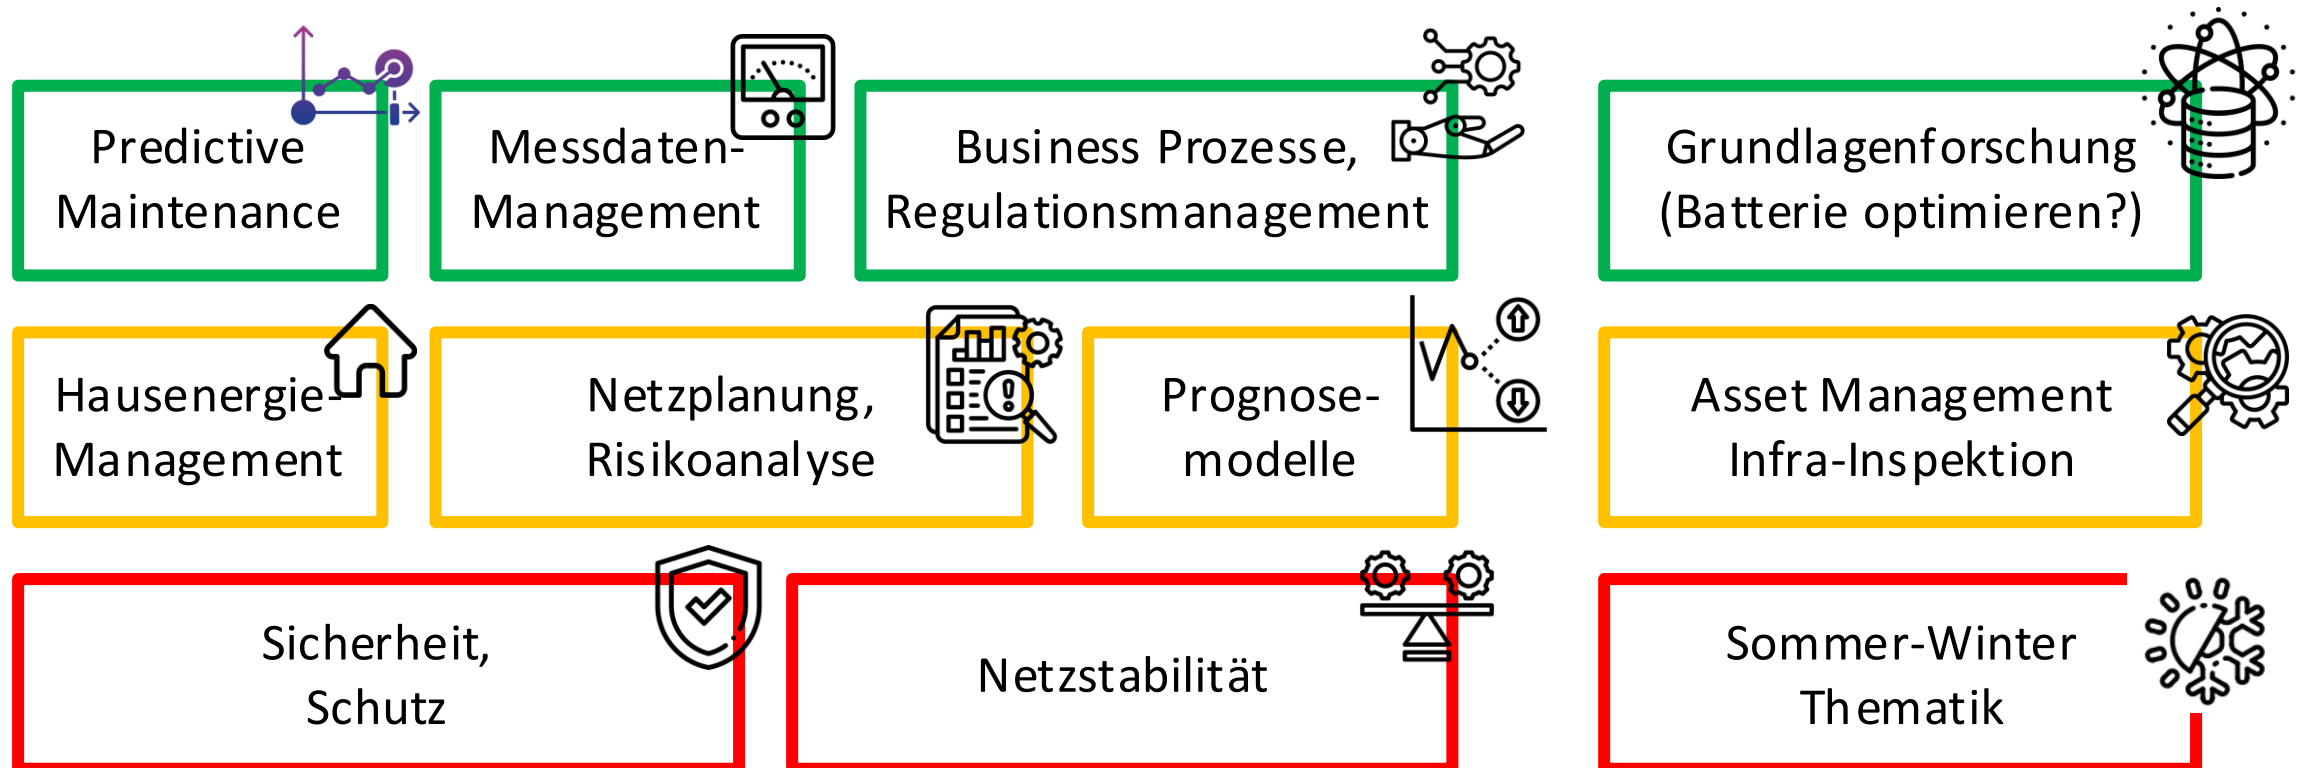 Predictive
Maintenance
Messdaten-
Management
Business Prozesse,
Regulationsmanagement
Grundlagenforschung
(Batterie optimieren?)
Hausenergie-
Management
Netzplanung,
Risikoanalyse
Prognose-
modelle
Asset Management
Infra-Inspektion
Sicherheit,
Schutz
Netzstabilität
Sommer-Winter
Thematik